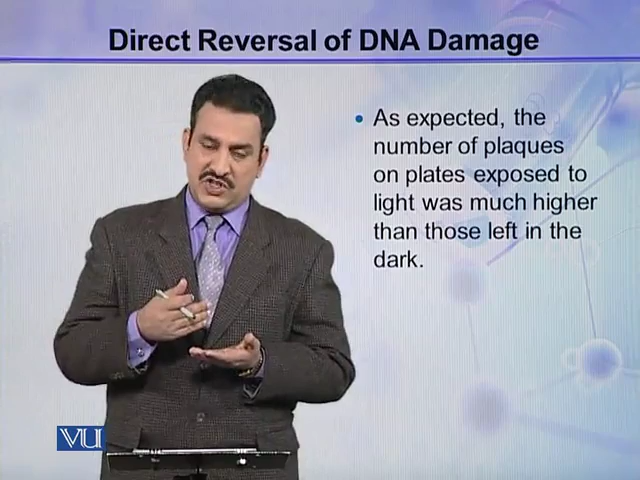 Direct Reversal of DNA Damage
• As expected, the
number of plaques
on plates exposed to
light was much higher
than those left in the
dark.
VU